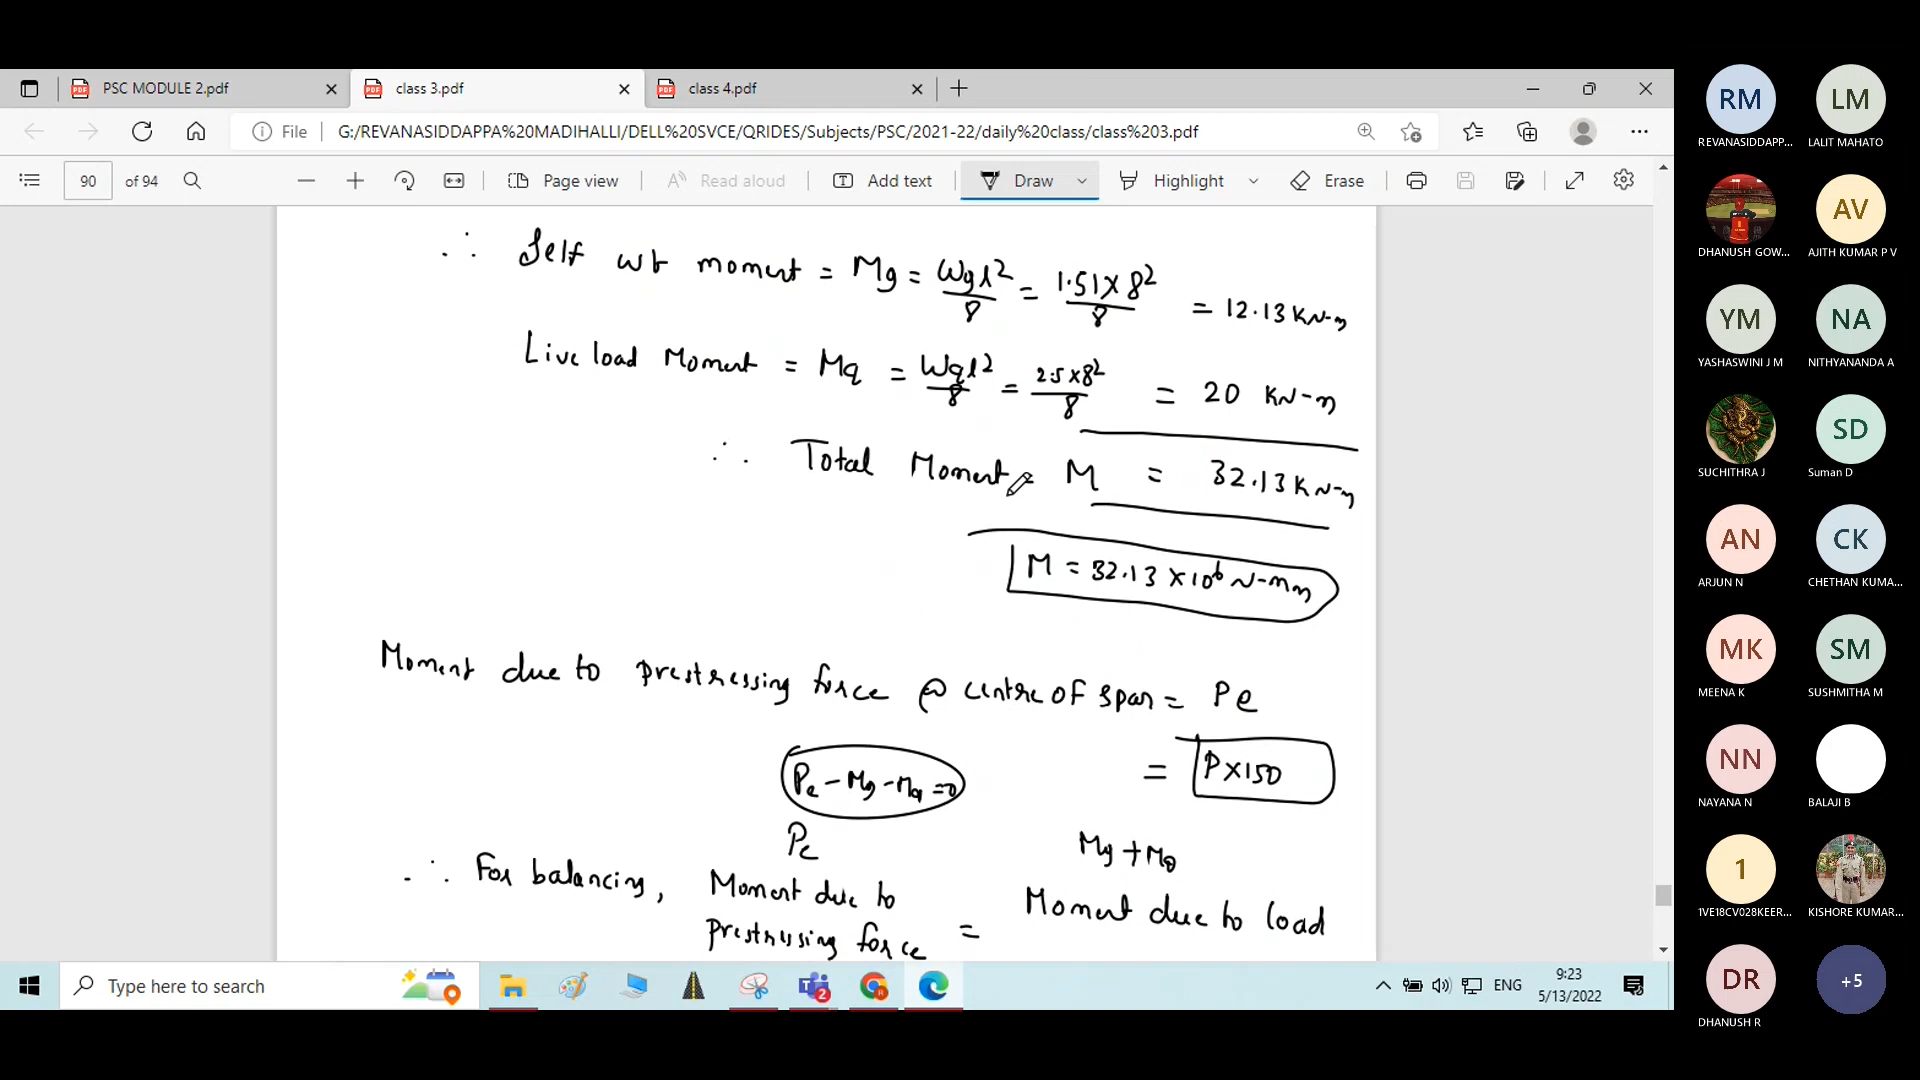 PSC MODULE 2.pdf
class 3.pdf
class 4.pdf
File
G:/REVANASIDDAPPA%20MADIHALLI/DELL%20SVCE/QRIDES/Subjects/PSC/2021-22/daily%20class/class%203.pdf
90 of 94
Page view
Read aloud
Add text
Draw
Highlight
Erase
∴ Self wt moment = Mg = Wgl²/8 = 1.51×8²/8 = 12.13 KN-m
Live load Moment = Mq = Wql²/8 = 2.5×8²/8 = 20 KN-m
∴ Total Moment M = 32.13 KN-m
M = 32.13 ×10⁶ N-mm
Moment due to prestressing force @ centre of span = Pe
= P×150
Pe - Mg - Mq = 0
Pe
Mg + Mq
∴ For balancing, Moment due to prestressing force = Moment due to load
Type here to search
ENG
9:23
5/13/2022
2
RM
REVANASIDDAPP...
LM
LALIT MAHATO
DHANUSH GOW...
AV
AJITH KUMAR P V
YM
YASHASWINI J M
NA
NITHYANANDA A
SUCHITHRA J
SD
Suman D
AN
ARJUN N
CK
CHETHAN KUMA...
MK
MEENA K
SM
SUSHMITHA M
NN
NAYANA N
BALAJI B
1
1VE18CV028KEER...
KISHORE KUMAR...
DR
DHANUSH R
+5